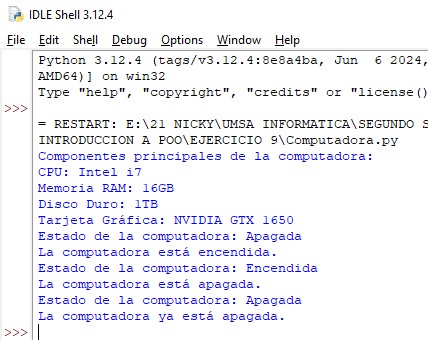 IDLE Shell 3.12.4
File Edit Shell Debug Options Window Help
Python 3.12.4 (tags/v3.12.4:8e8a4ba, Jun 6 2024,
AMD64)] on win32
Type "help", "copyright", "credits" or "license()
>>>
= RESTART: E:\21 NICKY\UMSA INFORMATICA\SEGUNDO S
INTRODUCCION A POO\EJERCICIO 9\Computadora.py
Componentes principales de la computadora:
CPU: Intel i7
Memoria RAM: 16GB
Disco Duro: 1TB
Tarjeta Gráfica: NVIDIA GTX 1650
Estado de la computadora: Apagada
La computadora está encendida.
Estado de la computadora: Encendida
La computadora está apagada.
Estado de la computadora: Apagada
La computadora ya está apagada.
>>>